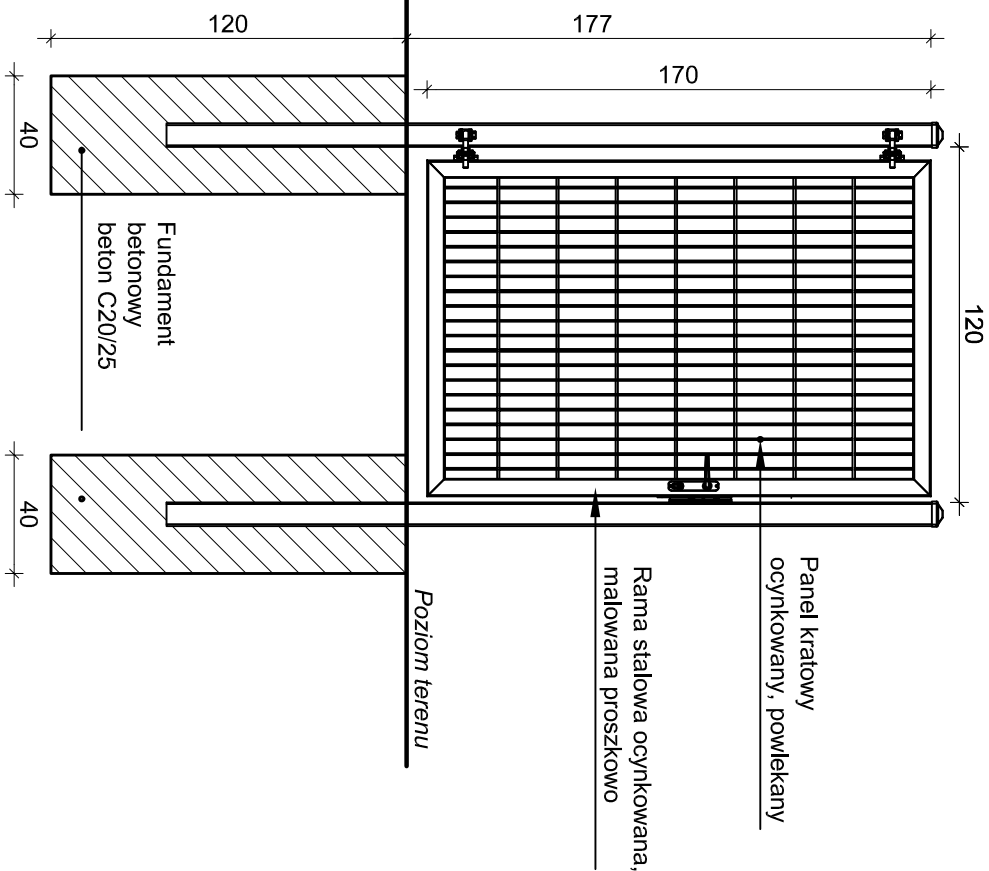 120
177
170
120
40
40
Fundament
betonowy
beton C20/25
Poziom terenu
Panel kratowy
ocynkowany, powlekany
Rama stalowa ocynkowana,
malowana proszkowo